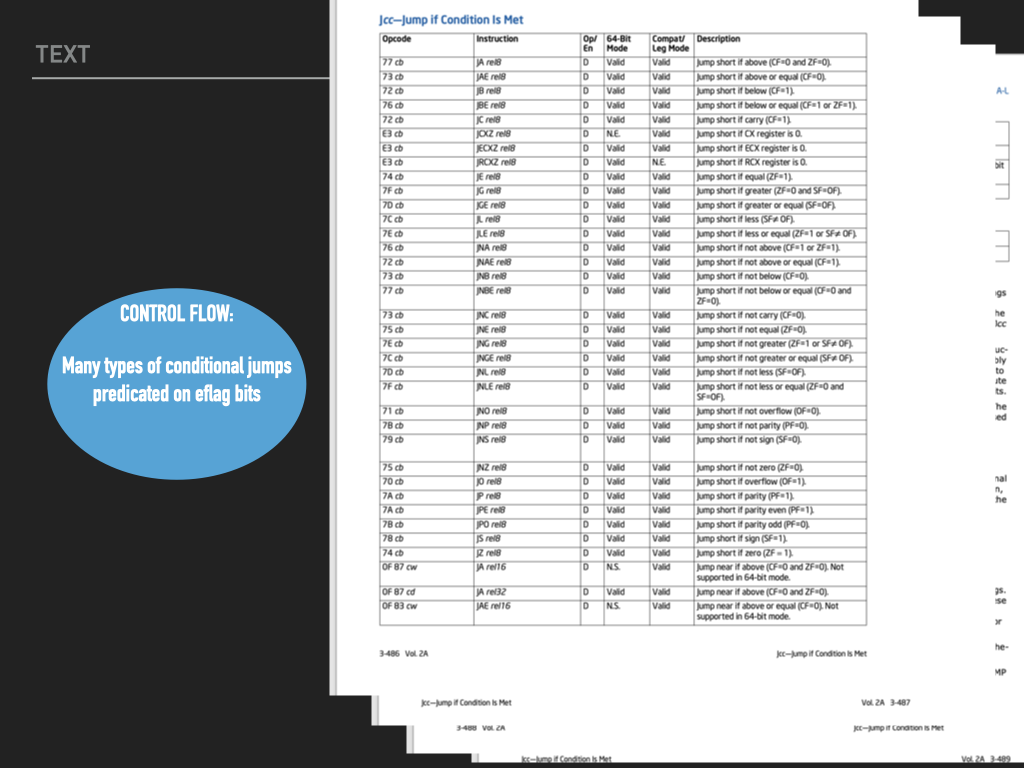 TEXT
CONTROL FLOW:
Many types of conditional jumps
predicated on eflag bits
Jcc—Jump if Condition Is Met
Opcode Instruction Op/ En 64-Bit Mode Compat/ Leg Mode Description
77 cb JA rel8 D Valid Valid Jump short if above (CF=0 and ZF=0).
73 cb JAE rel8 D Valid Valid Jump short if above or equal (CF=0).
72 cb JB rel8 D Valid Valid Jump short if below (CF=1).
76 cb JBE rel8 D Valid Valid Jump short if below or equal (CF=1 or ZF=1).
72 cb JC rel8 D Valid Valid Jump short if carry (CF=1).
E3 cb JCXZ rel8 D N.E. Valid Jump short if CX register is 0.
E3 cb JECXZ rel8 D Valid Valid Jump short if ECX register is 0.
E3 cb JRCXZ rel8 D Valid N.E. Jump short if RCX register is 0.
74 cb JE rel8 D Valid Valid Jump short if equal (ZF=1).
7F cb JG rel8 D Valid Valid Jump short if greater (ZF=0 and SF=OF).
7D cb JGE rel8 D Valid Valid Jump short if greater or equal (SF=OF).
7C cb JL rel8 D Valid Valid Jump short if less (SF≠ OF).
7E cb JLE rel8 D Valid Valid Jump short if less or equal (ZF=1 or SF≠ OF).
76 cb JNA rel8 D Valid Valid Jump short if not above (CF=1 or ZF=1).
72 cb JNAE rel8 D Valid Valid Jump short if not above or equal (CF=1).
73 cb JNB rel8 D Valid Valid Jump short if not below (CF=0).
77 cb JNBE rel8 D Valid Valid Jump short if not below or equal (CF=0 and
ZF=0).
73 cb JNC rel8 D Valid Valid Jump short if not carry (CF=0).
75 cb JNE rel8 D Valid Valid Jump short if not equal (ZF=0).
7E cb JNG rel8 D Valid Valid Jump short if not greater (ZF=1 or SF≠ OF).
7C cb JNGE rel8 D Valid Valid Jump short if not greater or equal (SF≠ OF).
7D cb JNL rel8 D Valid Valid Jump short if not less (SF=OF).
7F cb JNLE rel8 D Valid Valid Jump short if not less or equal (ZF=0 and
SF=OF).
71 cb JNO rel8 D Valid Valid Jump short if not overflow (OF=0).
7B cb JNP rel8 D Valid Valid Jump short if not parity (PF=0).
79 cb JNS rel8 D Valid Valid Jump short if not sign (SF=0).
75 cb JNZ rel8 D Valid Valid Jump short if not zero (ZF=0).
70 cb JO rel8 D Valid Valid Jump short if overflow (OF=1).
7A cb JP rel8 D Valid Valid Jump short if parity (PF=1).
7A cb JPE rel8 D Valid Valid Jump short if parity even (PF=1).
7B cb JPO rel8 D Valid Valid Jump short if parity odd (PF=0).
78 cb JS rel8 D Valid Valid Jump short if sign (SF=1).
74 cb JZ rel8 D Valid Valid Jump short if zero (ZF = 1).
0F 87 cw JA rel16 D N.S. Valid Jump near if above (CF=0 and ZF=0). Not
supported in 64-bit mode.
0F 87 cd JA rel32 D Valid Valid Jump near if above (CF=0 and ZF=0).
0F 83 cw JAE rel16 D N.S. Valid Jump near if above or equal (CF=0). Not
supported in 64-bit mode.
3-486 Vol. 2A Jcc—Jump if Condition Is Met
Jcc—Jump if Condition Is Met Vol. 2A 3-487
3-488 Vol. 2A Jcc—Jump if Condition Is Met
Jcc—Jump if Condition Is Met Vol. 2A 3-489